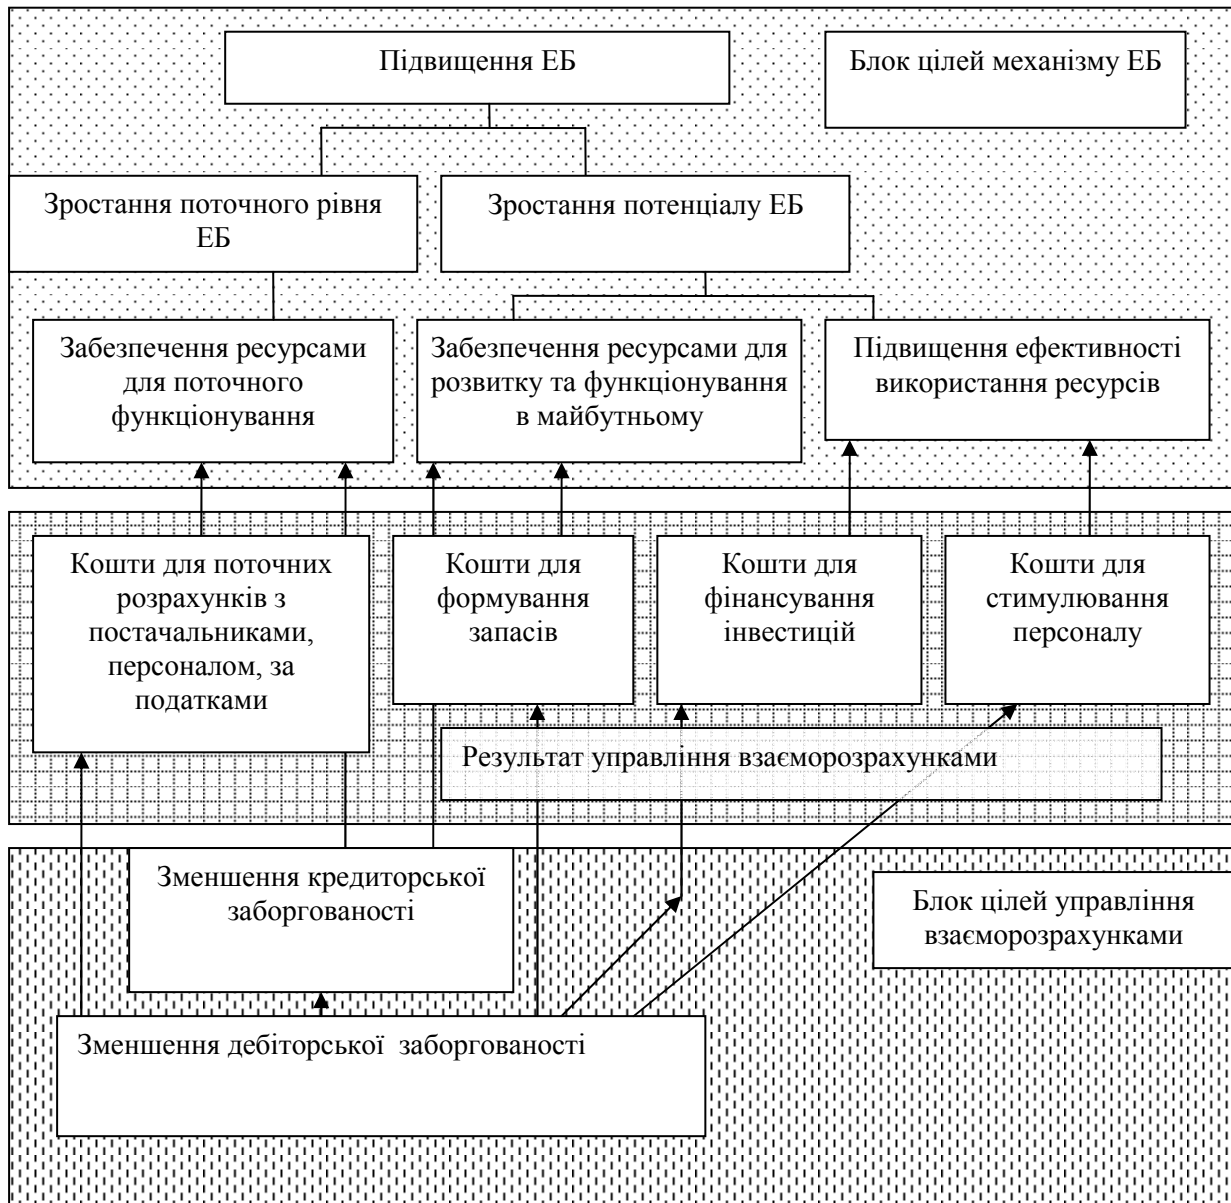 Підвищення ЕБ
Блок цілей механізму ЕБ
Зростання поточного рівня
ЕБ
Зростання потенціалу ЕБ
Забезпечення ресурсами
для поточного
функціонування
Забезпечення ресурсами для
розвитку та функціонування
в майбутньому
Підвищення ефективності
використання ресурсів
Кошти для поточних
розрахунків з
постачальниками,
персоналом, за
податками
Кошти для
формування
запасів
Кошти для
фінансування
інвестицій
Кошти для
стимулювання
персоналу
Результат управління взаєморозрахунками
Зменшення кредиторської
заборгованості
Блок цілей управління
взаєморозрахунками
Зменшення дебіторської заборгованості